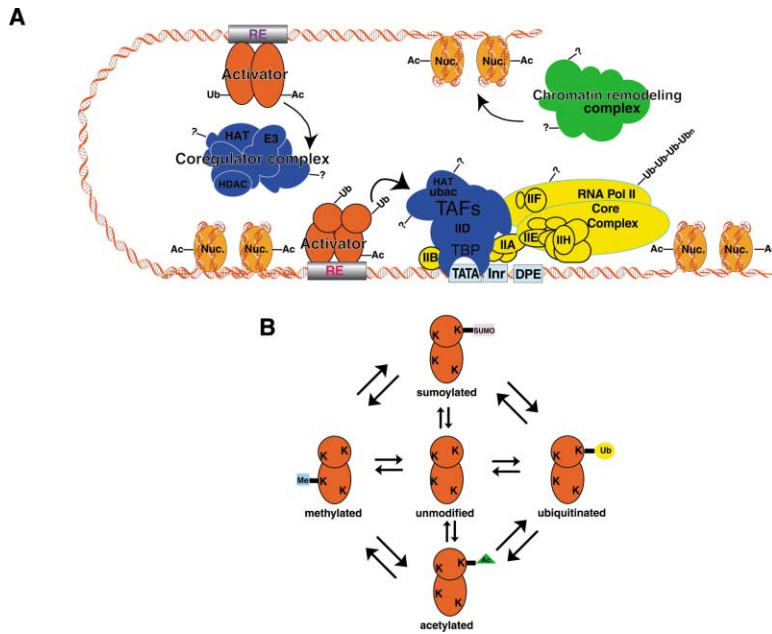 A
RE
Activator
Ub
Ac
Ac
Nuc.
Nuc.
Ac
?
Chromatin remodeling
complex
?
?
HAT
E3
Coregulator complex
HDAC
?
Ub
Ub
Ac
Nuc.
Nuc.
Ac
Activator
Ac
RE
?
HAT
ubac
?
TAFs
IID
TBP
IIB
IIA
?
IIF
IIE
IIH
RNA Pol II
Core
Complex
Ub-Ub-Ub-Ubn
TATA
Inr
DPE
Ac
Nuc.
Nuc.
Ac
B
K
K
K
K
SUMO
sumoylated
K
K
K
K
Me
methylated
K
K
K
K
unmodified
K
K
K
K
Ub
ubiquitinated
K
K
K
K
Ac
acetylated